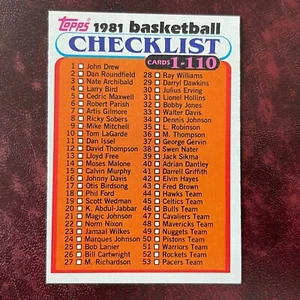 Topps 1981 basketball
CHECKLIST
CARDS 1-110
1 John Drew
2 Dan Roundfield
3 Nate Archibald
4 Larry Bird
5 Cedric Maxwell
6 Robert Parish
7 Artis Gilmore
8 Ricky Sobers
9 Mike Mitchell
10 Tom LaGarde
11 Dan Issel
12 David Thompson
13 Lloyd Free
14 Moses Malone
15 Calvin Murphy
16 Johnny Davis
17 Otis Birdsong
18 Phil Ford
19 Scott Wedman
20 K. Abdul-Jabbar
21 Magic Johnson
22 Norm Nixon
23 Jamaal Wilkes
24 Marques Johnson
25 Bob Lanier
26 Bill Cartwright
27 M. Richardson
28 Ray Williams
29 Darryl Dawkins
30 Julius Erving
31 Lionel Hollins
32 Bobby Jones
33 Walter Davis
34 Dennis Johnson
35 L. Robinson
36 M. Thompson
37 George Gervin
38 Swen Nater
39 Jack Sikma
40 Adrian Dantley
41 Darrell Griffith
42 Elvin Hayes
43 Fred Brown
44 Hawks Team
45 Celtics Team
46 Bulls Team
47 Cavaliers Team
48 Mavericks Team
49 Nuggets Team
50 Pistons Team
51 Warriors Team
52 Rockets Team
53 Pacers Team